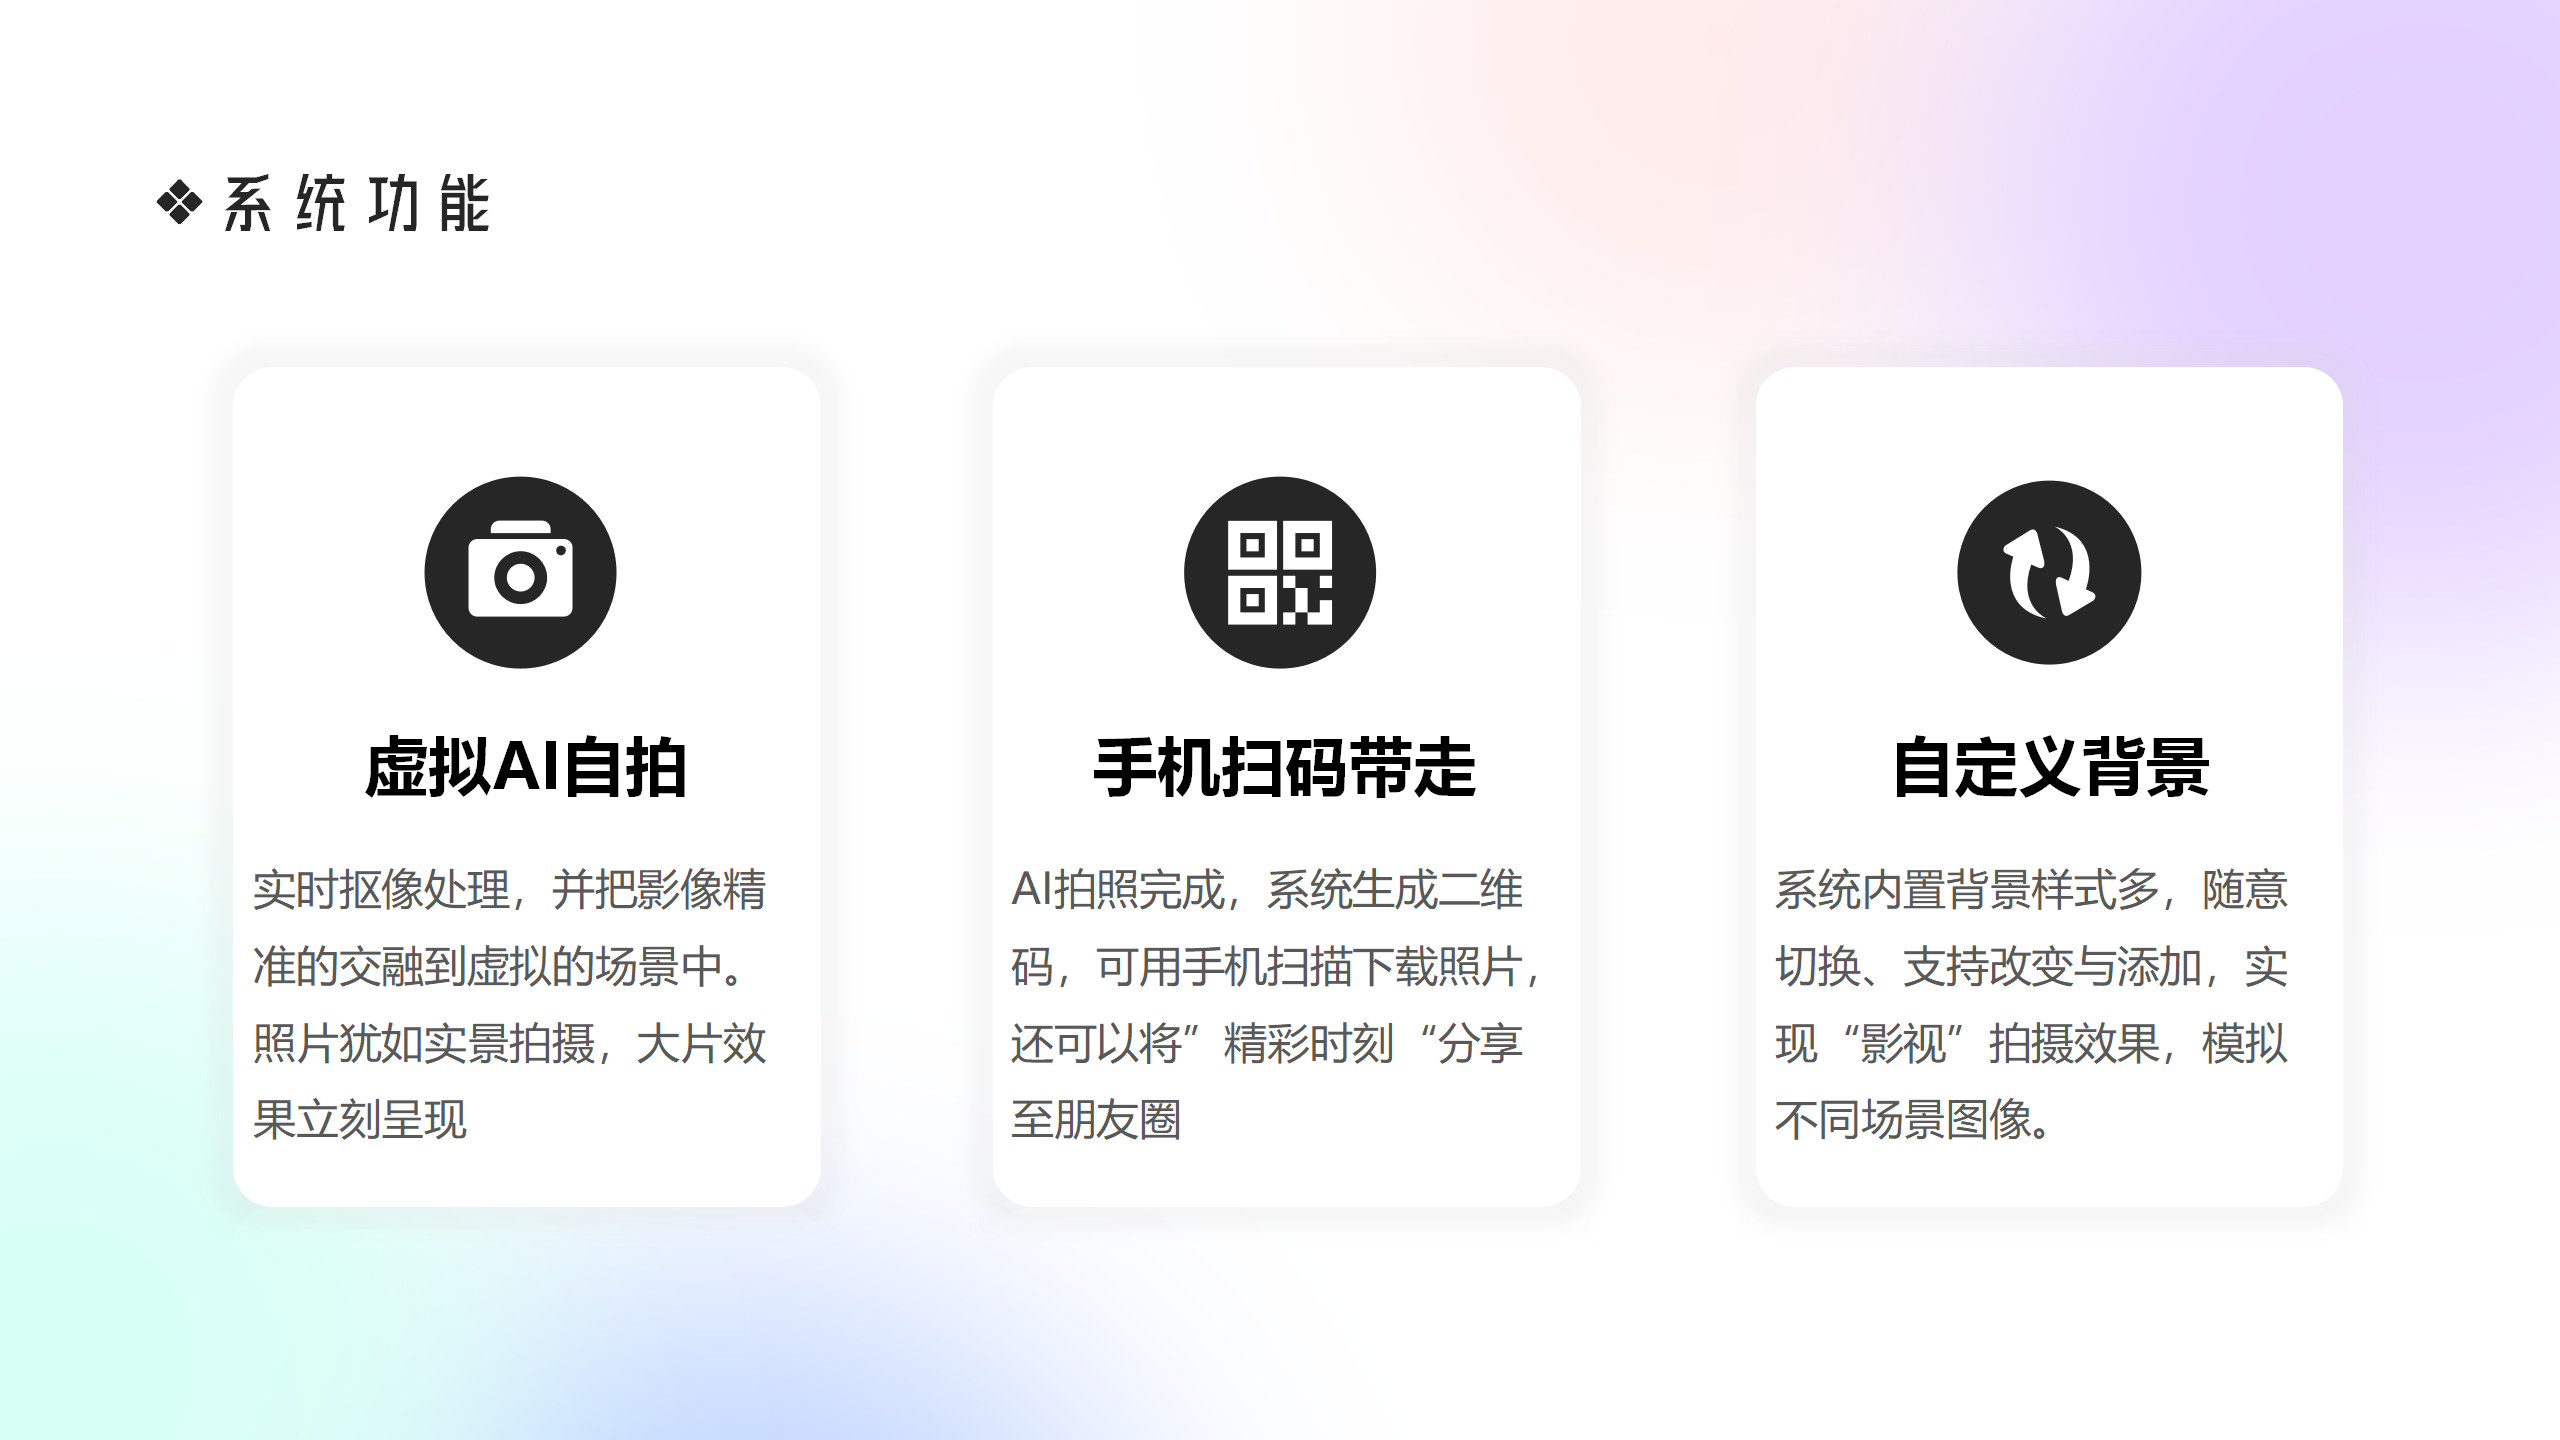 ❖系统功能
虚拟AI自拍
实时抠像处理，并把影像精
准的交融到虚拟的场景中。
照片犹如实景拍摄，大片效
果立刻呈现
手机扫码带走
AI拍照完成，系统生成二维
码，可用手机扫描下载照片，
还可以将”精彩时刻“分享
至朋友圈
自定义背景
系统内置背景样式多，随意
切换、支持改变与添加，实
现“影视”拍摄效果，模拟
不同场景图像。